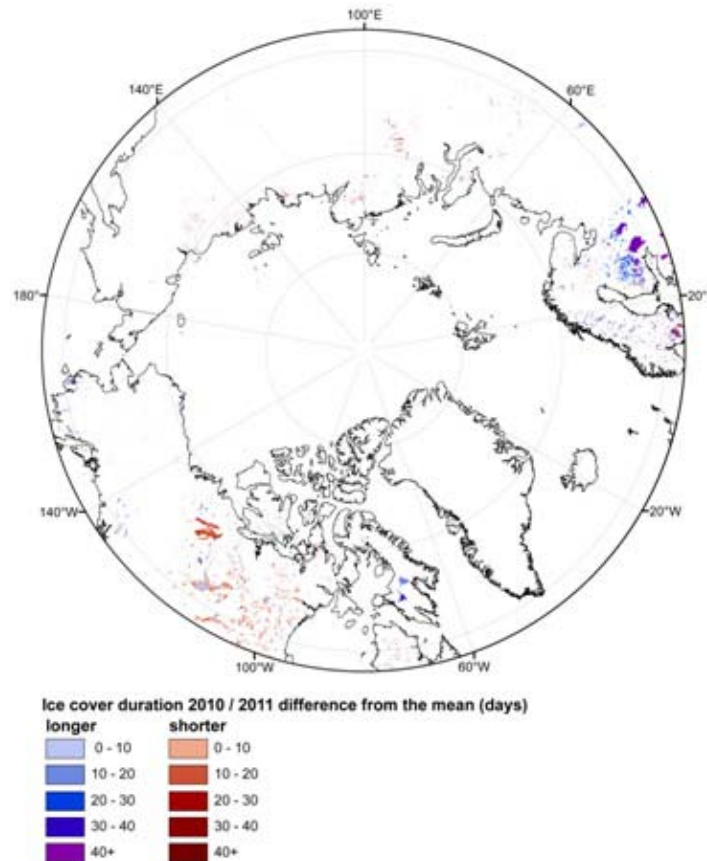 100°E
140°E
60°E
180°
20°
140°W
20°W
100°W
60°W
Ice cover duration 2010 / 2011 difference from the mean (days)
longer shorter
0 - 10 0 - 10
10 - 20 10 - 20
20 - 30 20 - 30
30 - 40 30 - 40
40+ 40+